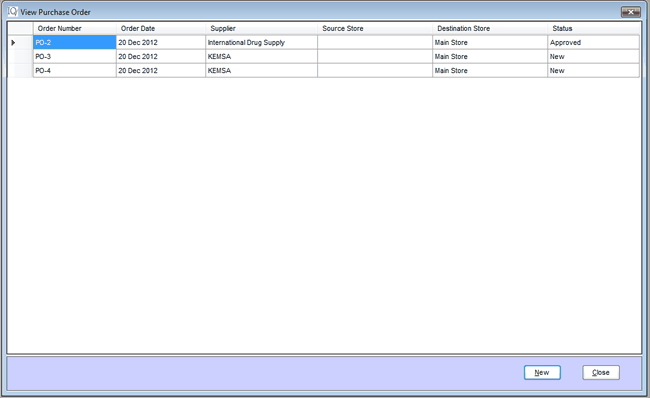 View Purchase Order
Order Number Order Date Supplier Source Store Destination Store Status
PO-2 20 Dec 2012 International Drug Supply Main Store Approved
PO-3 20 Dec 2012 KEMSA Main Store New
PO-4 20 Dec 2012 KEMSA Main Store New
New Close